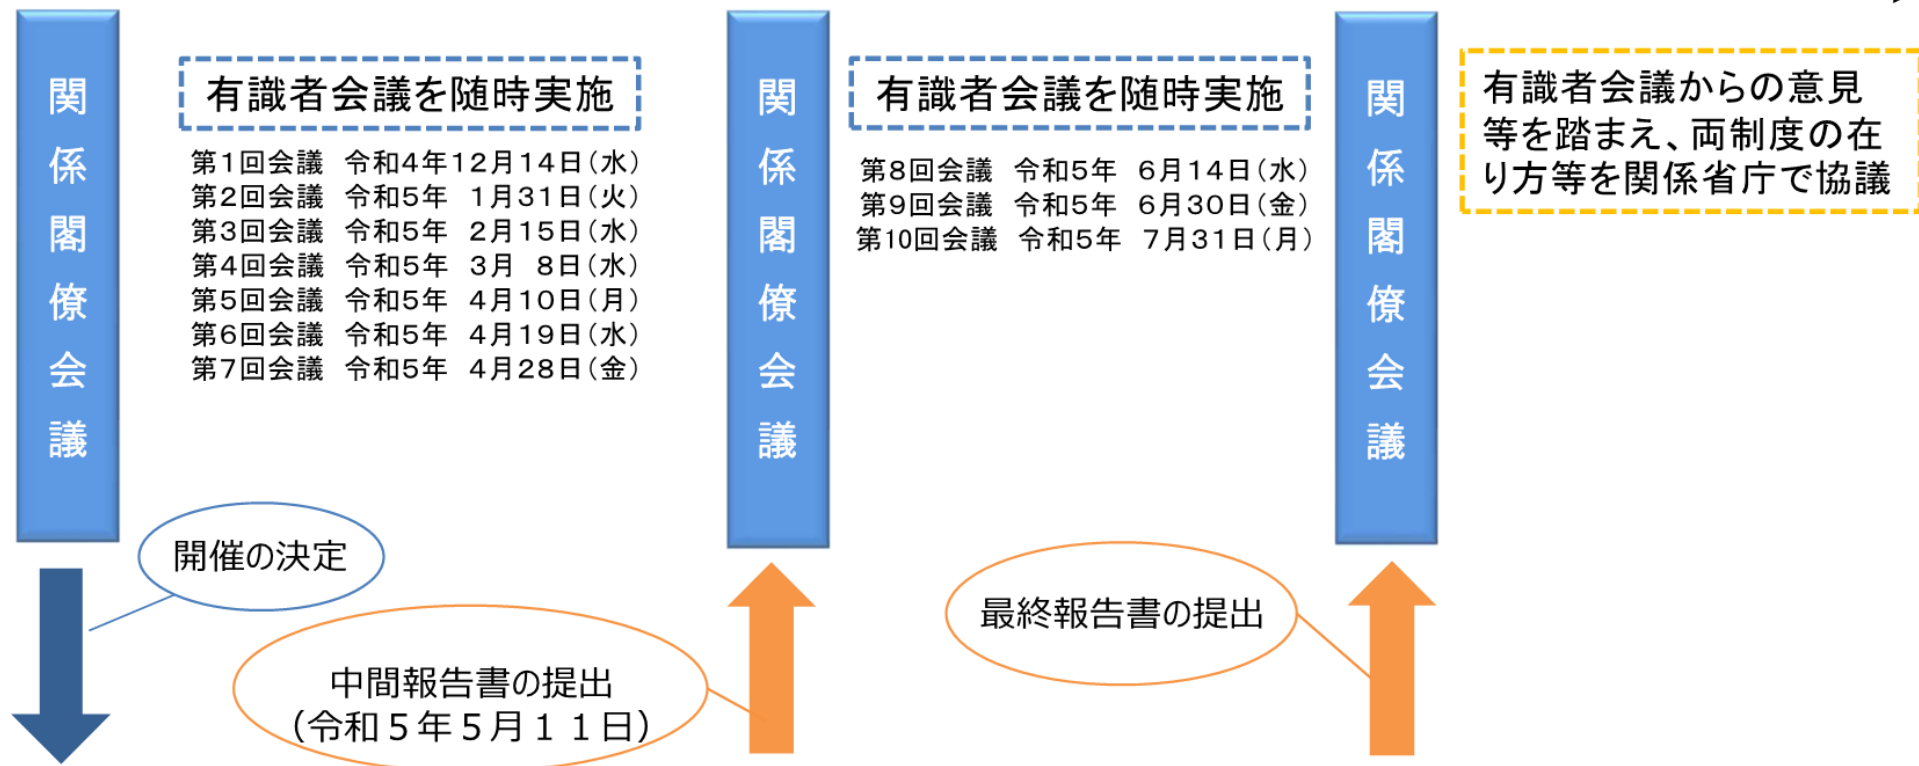 関係閣僚会議
有識者会議を随時実施
第1回会議 令和4年12月14日(水)
第2回会議 令和5年 1月31日(火)
第3回会議 令和5年 2月15日(水)
第4回会議 令和5年 3月 8日(水)
第5回会議 令和5年 4月10日(月)
第6回会議 令和5年 4月19日(水)
第7回会議 令和5年 4月28日(金)
開催の決定
中間報告書の提出
(令和5年5月11日)
関係閣僚会議
有識者会議を随時実施
第8回会議 令和5年 6月14日(水)
第9回会議 令和5年 6月30日(金)
第10回会議 令和5年 7月31日(月)
最終報告書の提出
関係閣僚会議
有識者会議からの意見
等を踏まえ、両制度の在
り方等を関係省庁で協議